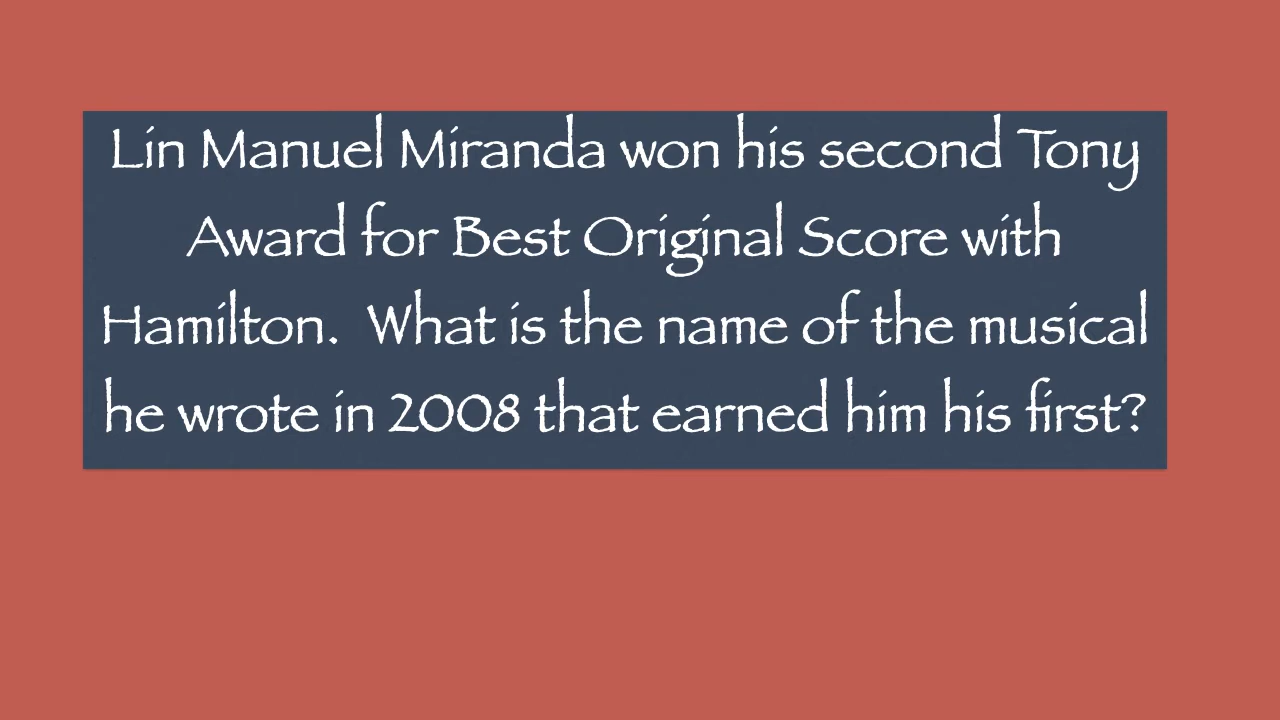 Lin Manuel Miranda won his second Tony
Award for Best Original Score with
Hamilton.  What is the name of the musical
he wrote in 2008 that earned him his first?